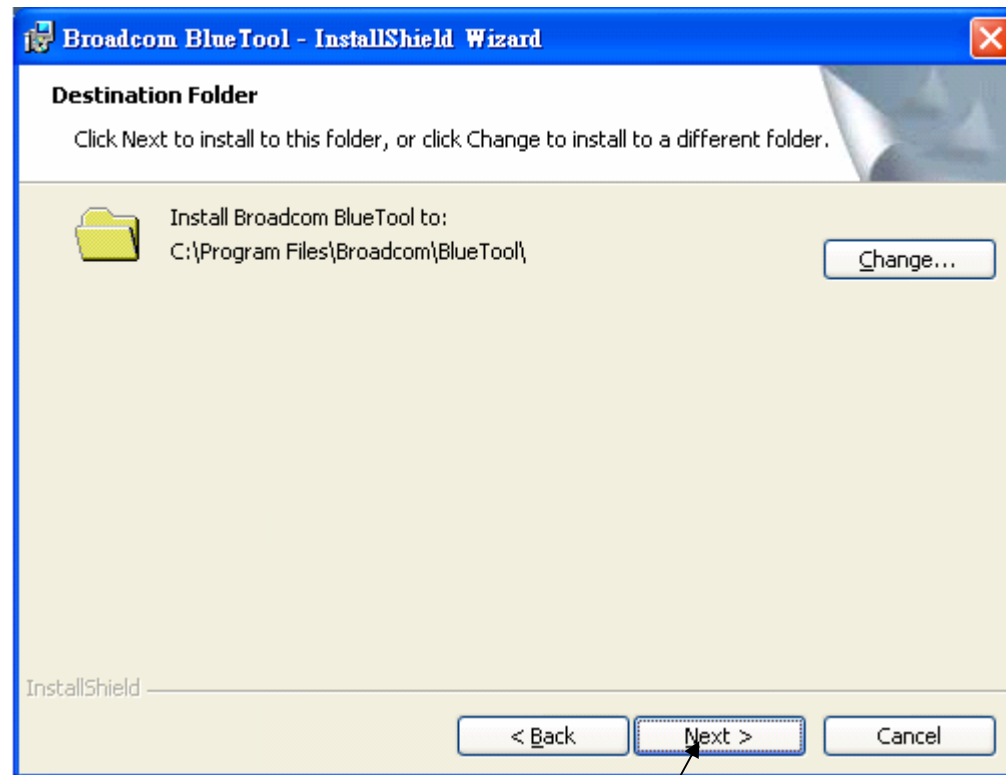 Broadcom BlueTool - InstallShield Wizard
Destination Folder
Click Next to install to this folder, or click Change to install to a different folder.
Install Broadcom BlueTool to:
C:\Program Files\Broadcom\BlueTool\
Change...
InstallShield
< Back
Next >
Cancel